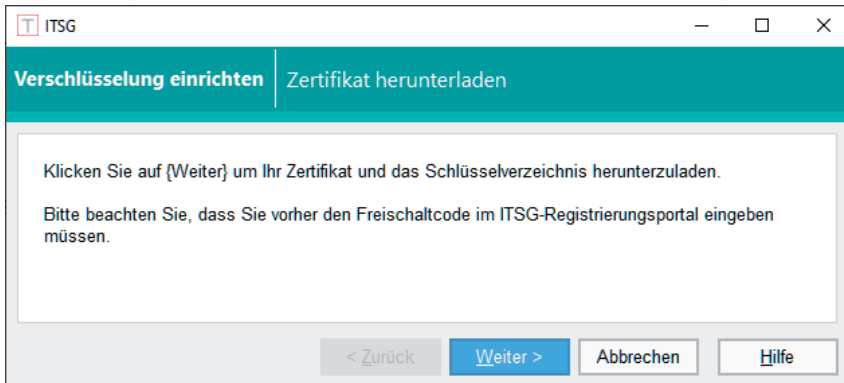 T ITSG
Verschlüsselung einrichten Zertifikat herunterladen
Klicken Sie auf {Weiter} um Ihr Zertifikat und das Schlüsselverzeichnis herunterzuladen.
Bitte beachten Sie, dass Sie vorher den Freischaltcode im ITSG-Registrierungsportal eingeben
müssen.
< Zurück Weiter > Abbrechen Hilfe